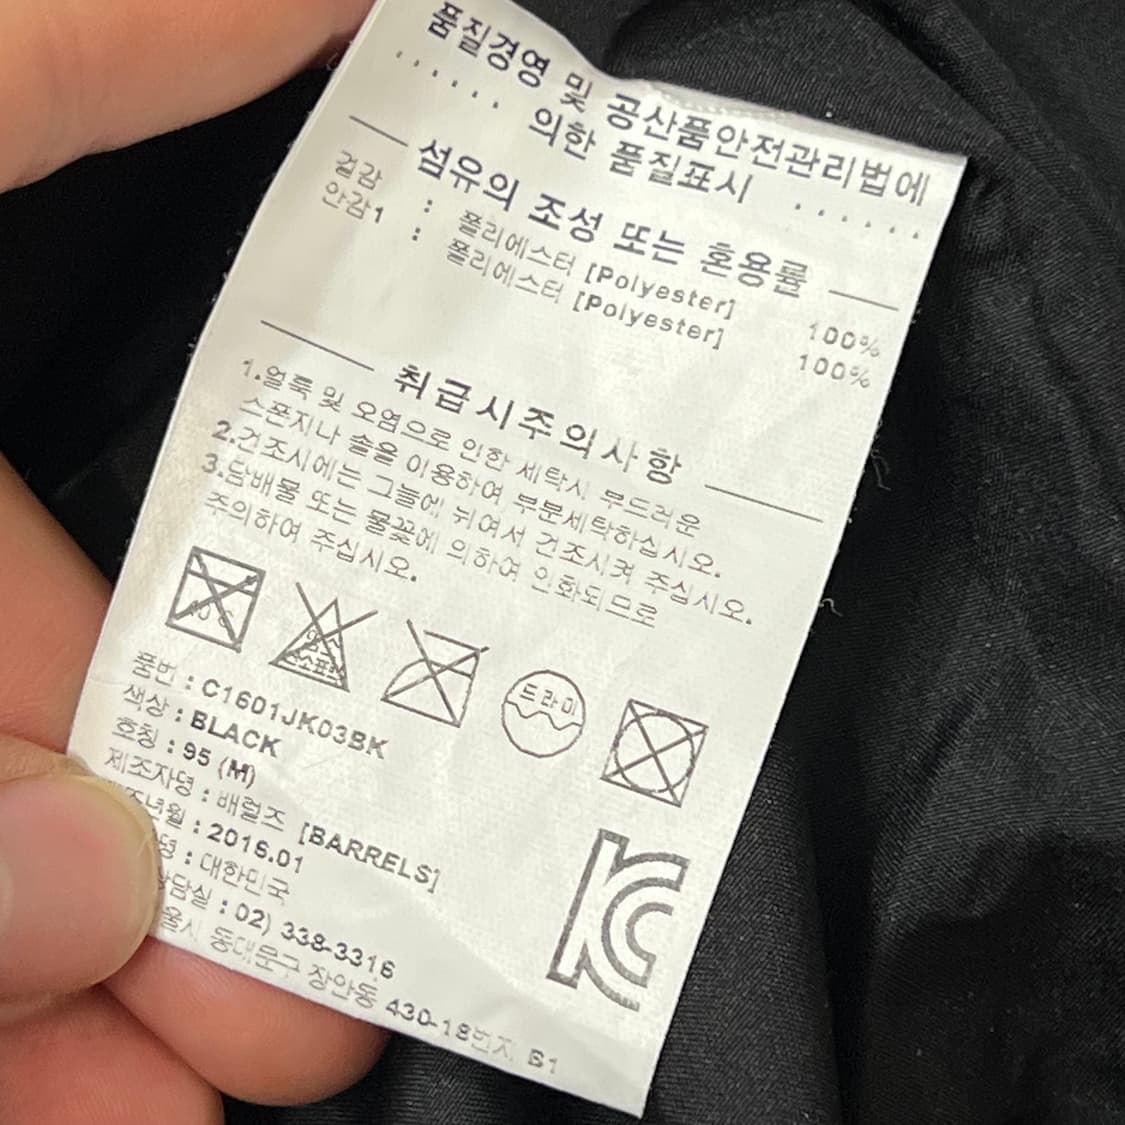 품질경영 및 공산품안전관리법에
의한 품질표시
섬유의 조성 또는 혼용률
겉감 : 폴리에스터 [Polyester] 100%
안감1 : 폴리에스터 [Polyester] 100%
취급시주의사항
1.얼룩 및 오염으로 인한 세탁시 부드러운
스폰지나 솔을 이용하여 부분세탁하십시오.
2.건조시에는 그늘에 뉘여서 건조시켜 주십시오.
3.담배불 또는 불꽃에 의하여 인화되므로
주의하여 주십시오.
드라이
품번 : C1601JK03BK
색상 : BLACK
호칭 : 95 (M)
제조자명 : 배럴즈 [BARRELS]
조년월 : 2016.01
명 : 대한민국
상담실 : 02) 338-3316
울시 동대문구 장안동 430-18번지 B1
KC